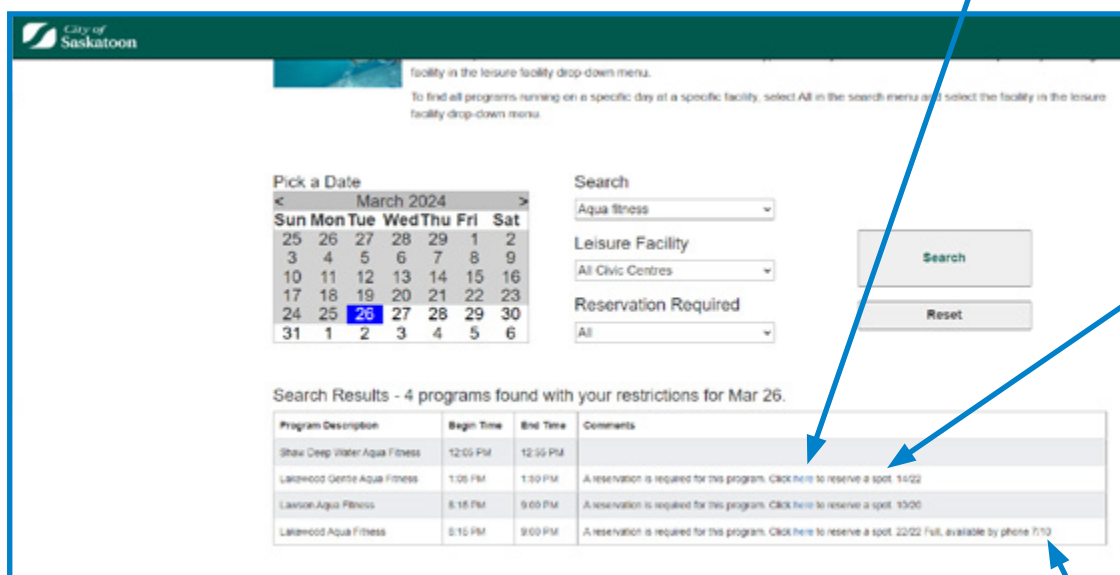 City of
Saskatoon
facility in the leisure facility drop-down menu.
To find all programs running on a specific day at a specific facility, select All in the search menu and select the facility in the leisure
facility drop-down menu.
Pick a Date
< March 2024 >
Sun Mon Tue Wed Thu Fri Sat
25 26 27 28 29 1 2
3 4 5 6 7 8 9
10 11 12 13 14 15 16
17 18 19 20 21 22 23
24 25 26 27 28 29 30
31 1 2 3 4 5 6
Search
Aqua fitness
Leisure Facility
All Civic Centres
Reservation Required
All
Search
Reset
Search Results - 4 programs found with your restrictions for Mar 26.
Program Description Begin Time End Time Comments
Shaw Deep Water Aqua Fitness 12:05 PM 12:55 PM
Lakewood Gentle Aqua Fitness 1:05 PM A reservation is required for this program. Click here to reserve a spot. 14/22
Lawson Aqua Fitness 9:00 PM A reservation is required for this program. Click here to reserve a spot. 10/20
Lakewood Aqua Fitness 9:00 PM A reservation is required for this program. Click here to reserve a spot. 22/22 Full, available by phone 7/10